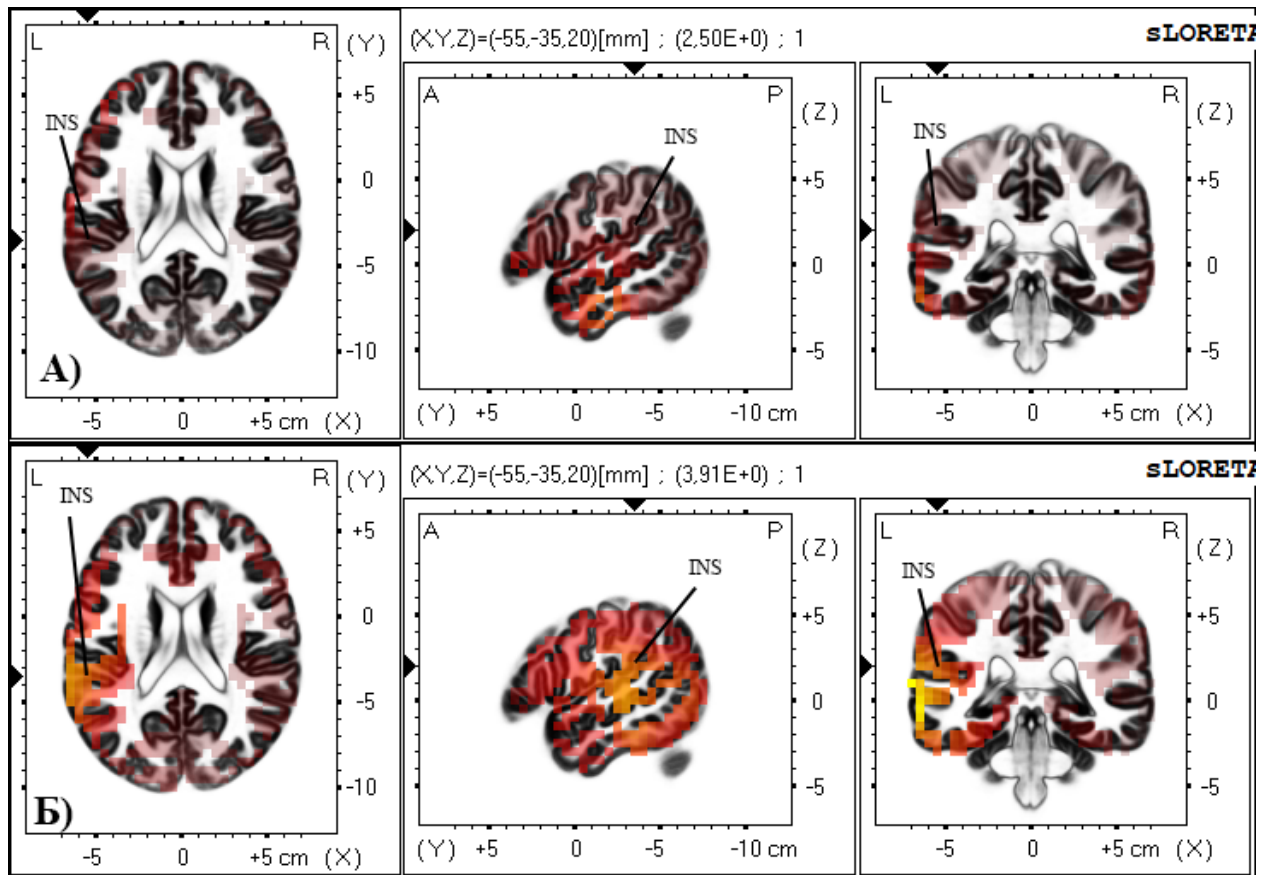 (X,Y,Z)=(-55,-35,20)[mm] ; (2,50E+0) ; 1
sLORETA
L R (Y)
INS
+5
0
-5
-10
А)
-5 0 +5 cm (X)
A P (Z)
INS
+5
0
-5
(Y) +5 0 -5 -10 cm
L R (Z)
INS
+5
0
-5
-5 0 +5 cm (X)
(X,Y,Z)=(-55,-35,20)[mm] ; (3,91E+0) ; 1
sLORETA
L R (Y)
INS
+5
0
-5
-10
Б)
-5 0 +5 cm (X)
A P (Z)
INS
+5
0
-5
(Y) +5 0 -5 -10 cm
L R (Z)
INS
+5
0
-5
-5 0 +5 cm (X)